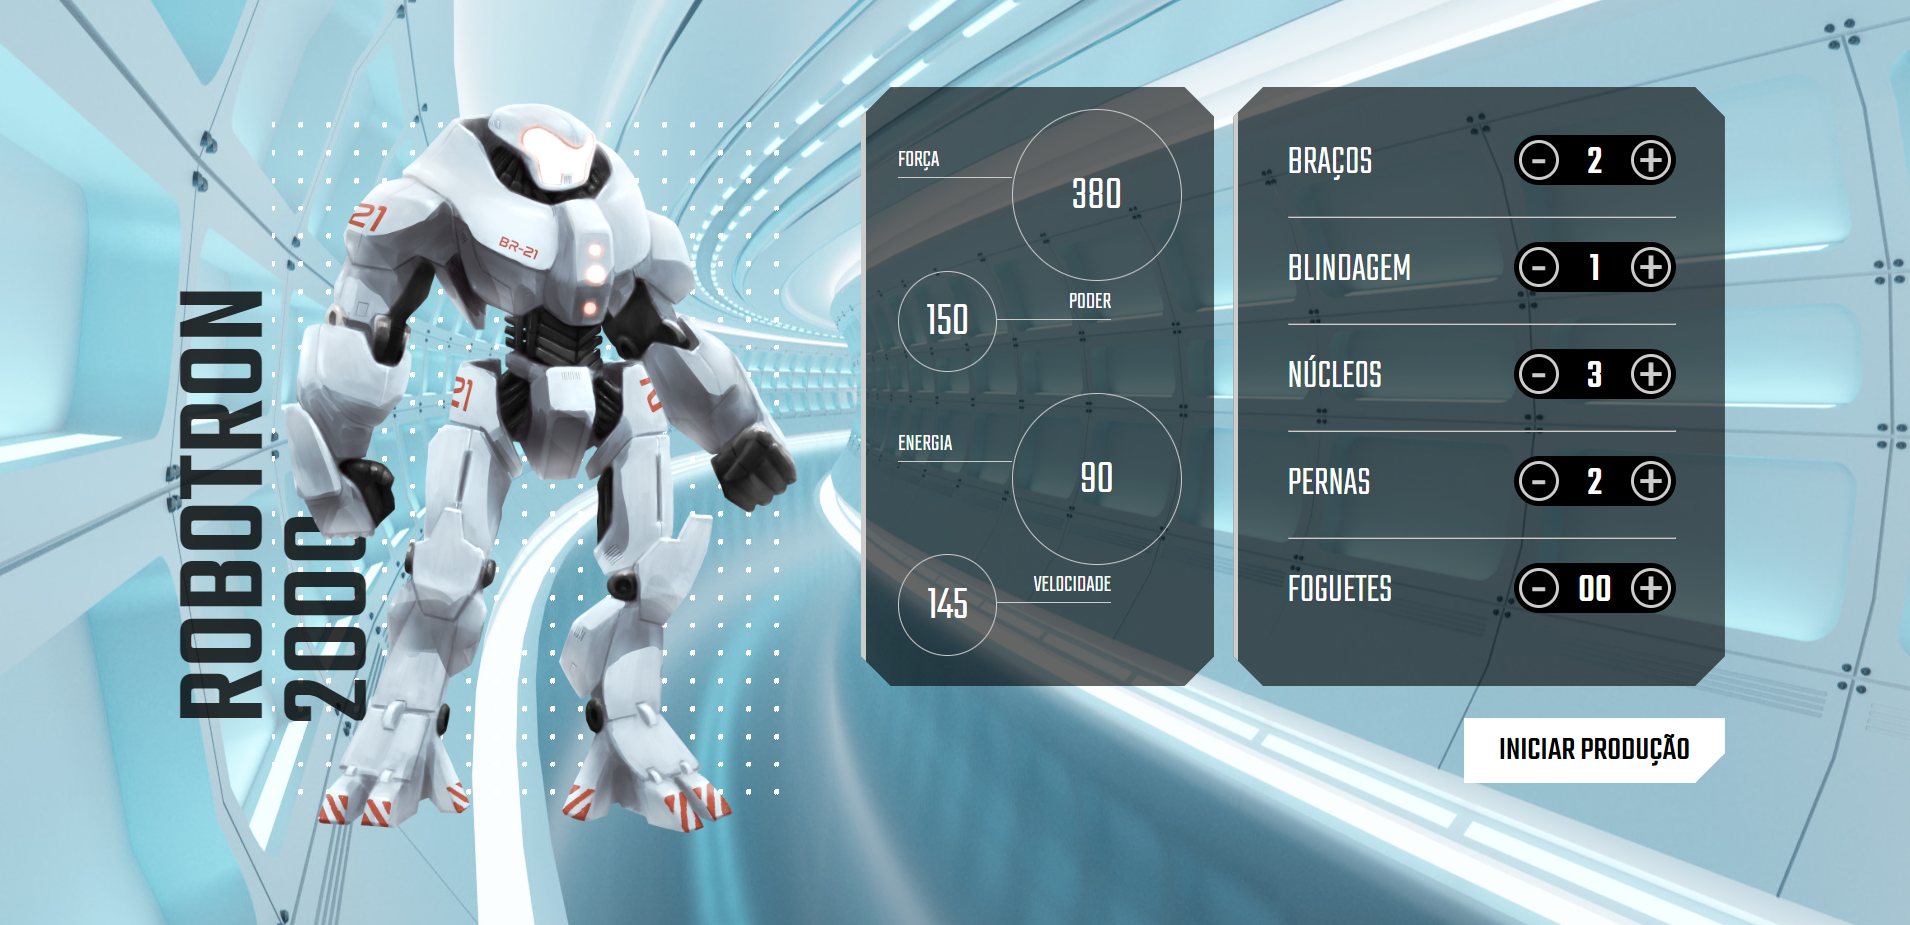 ROBOTRON
2000
21
BR-21
21
FORÇA
380
PODER
150
ENERGIA
90
VELOCIDADE
145
BRAÇOS
- 2 +
BLINDAGEM
- 1 +
NÚCLEOS
- 3 +
PERNAS
- 2 +
FOGUETES
- 00 +
INICIAR PRODUÇÃO